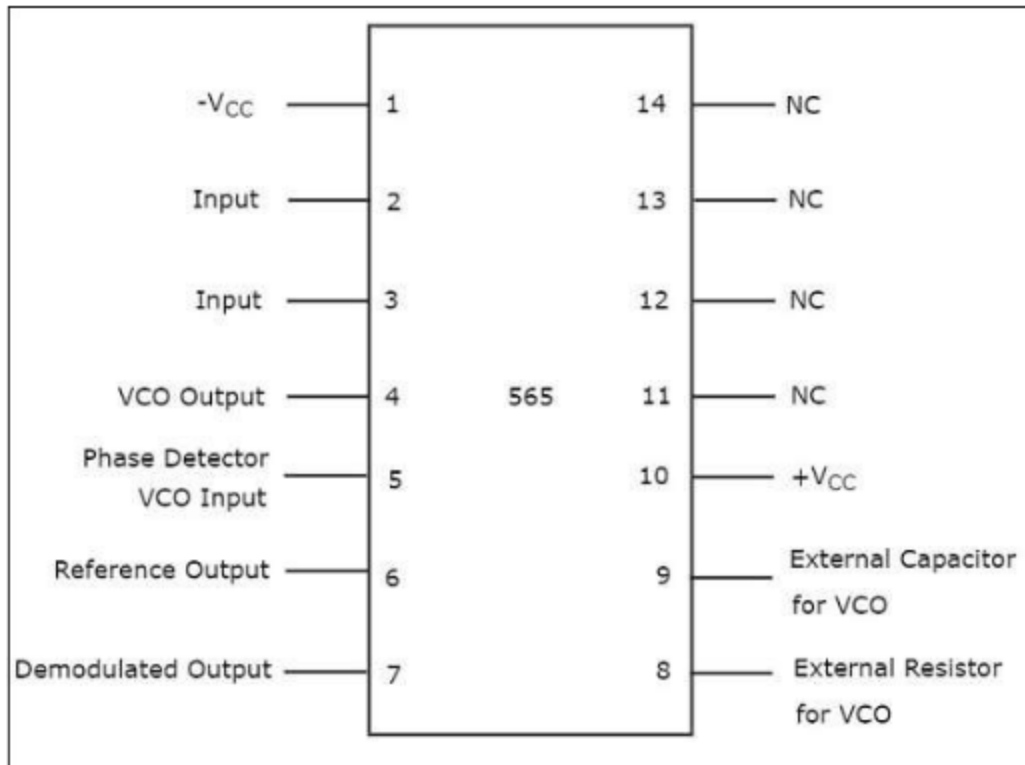 -VCC 1 14 NC
Input 2 13 NC
Input 3 12 NC
VCO Output 4 565 11 NC
Phase Detector
VCO Input
5 10 +VCC
Reference Output 6 9 External Capacitor
for VCO
Demodulated Output 7 8 External Resistor
for VCO